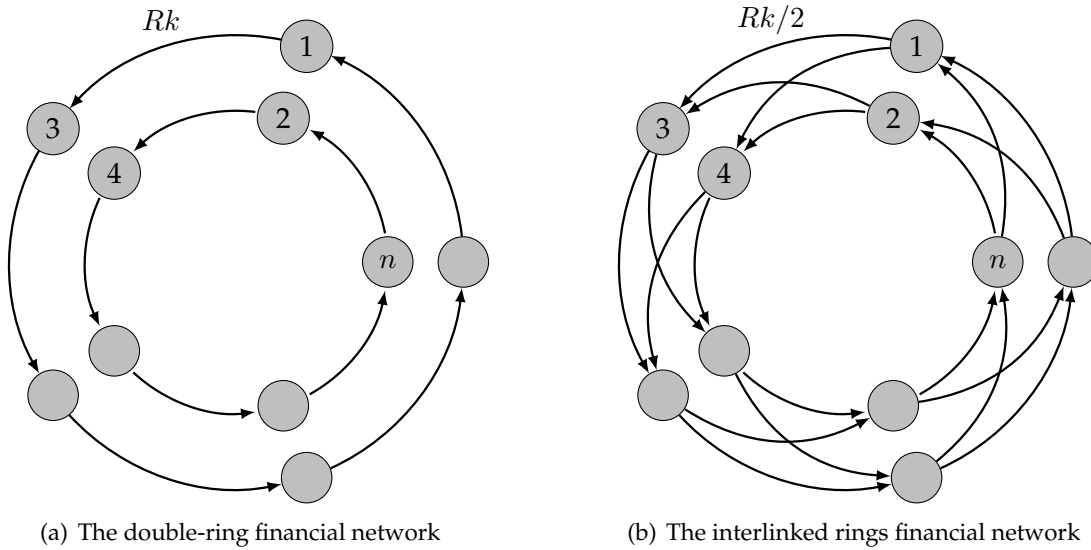 Rk
1
3
2
4
n
(a) The double-ring financial network
Rk/2
1
3
2
4
n
(b) The interlinked rings financial network